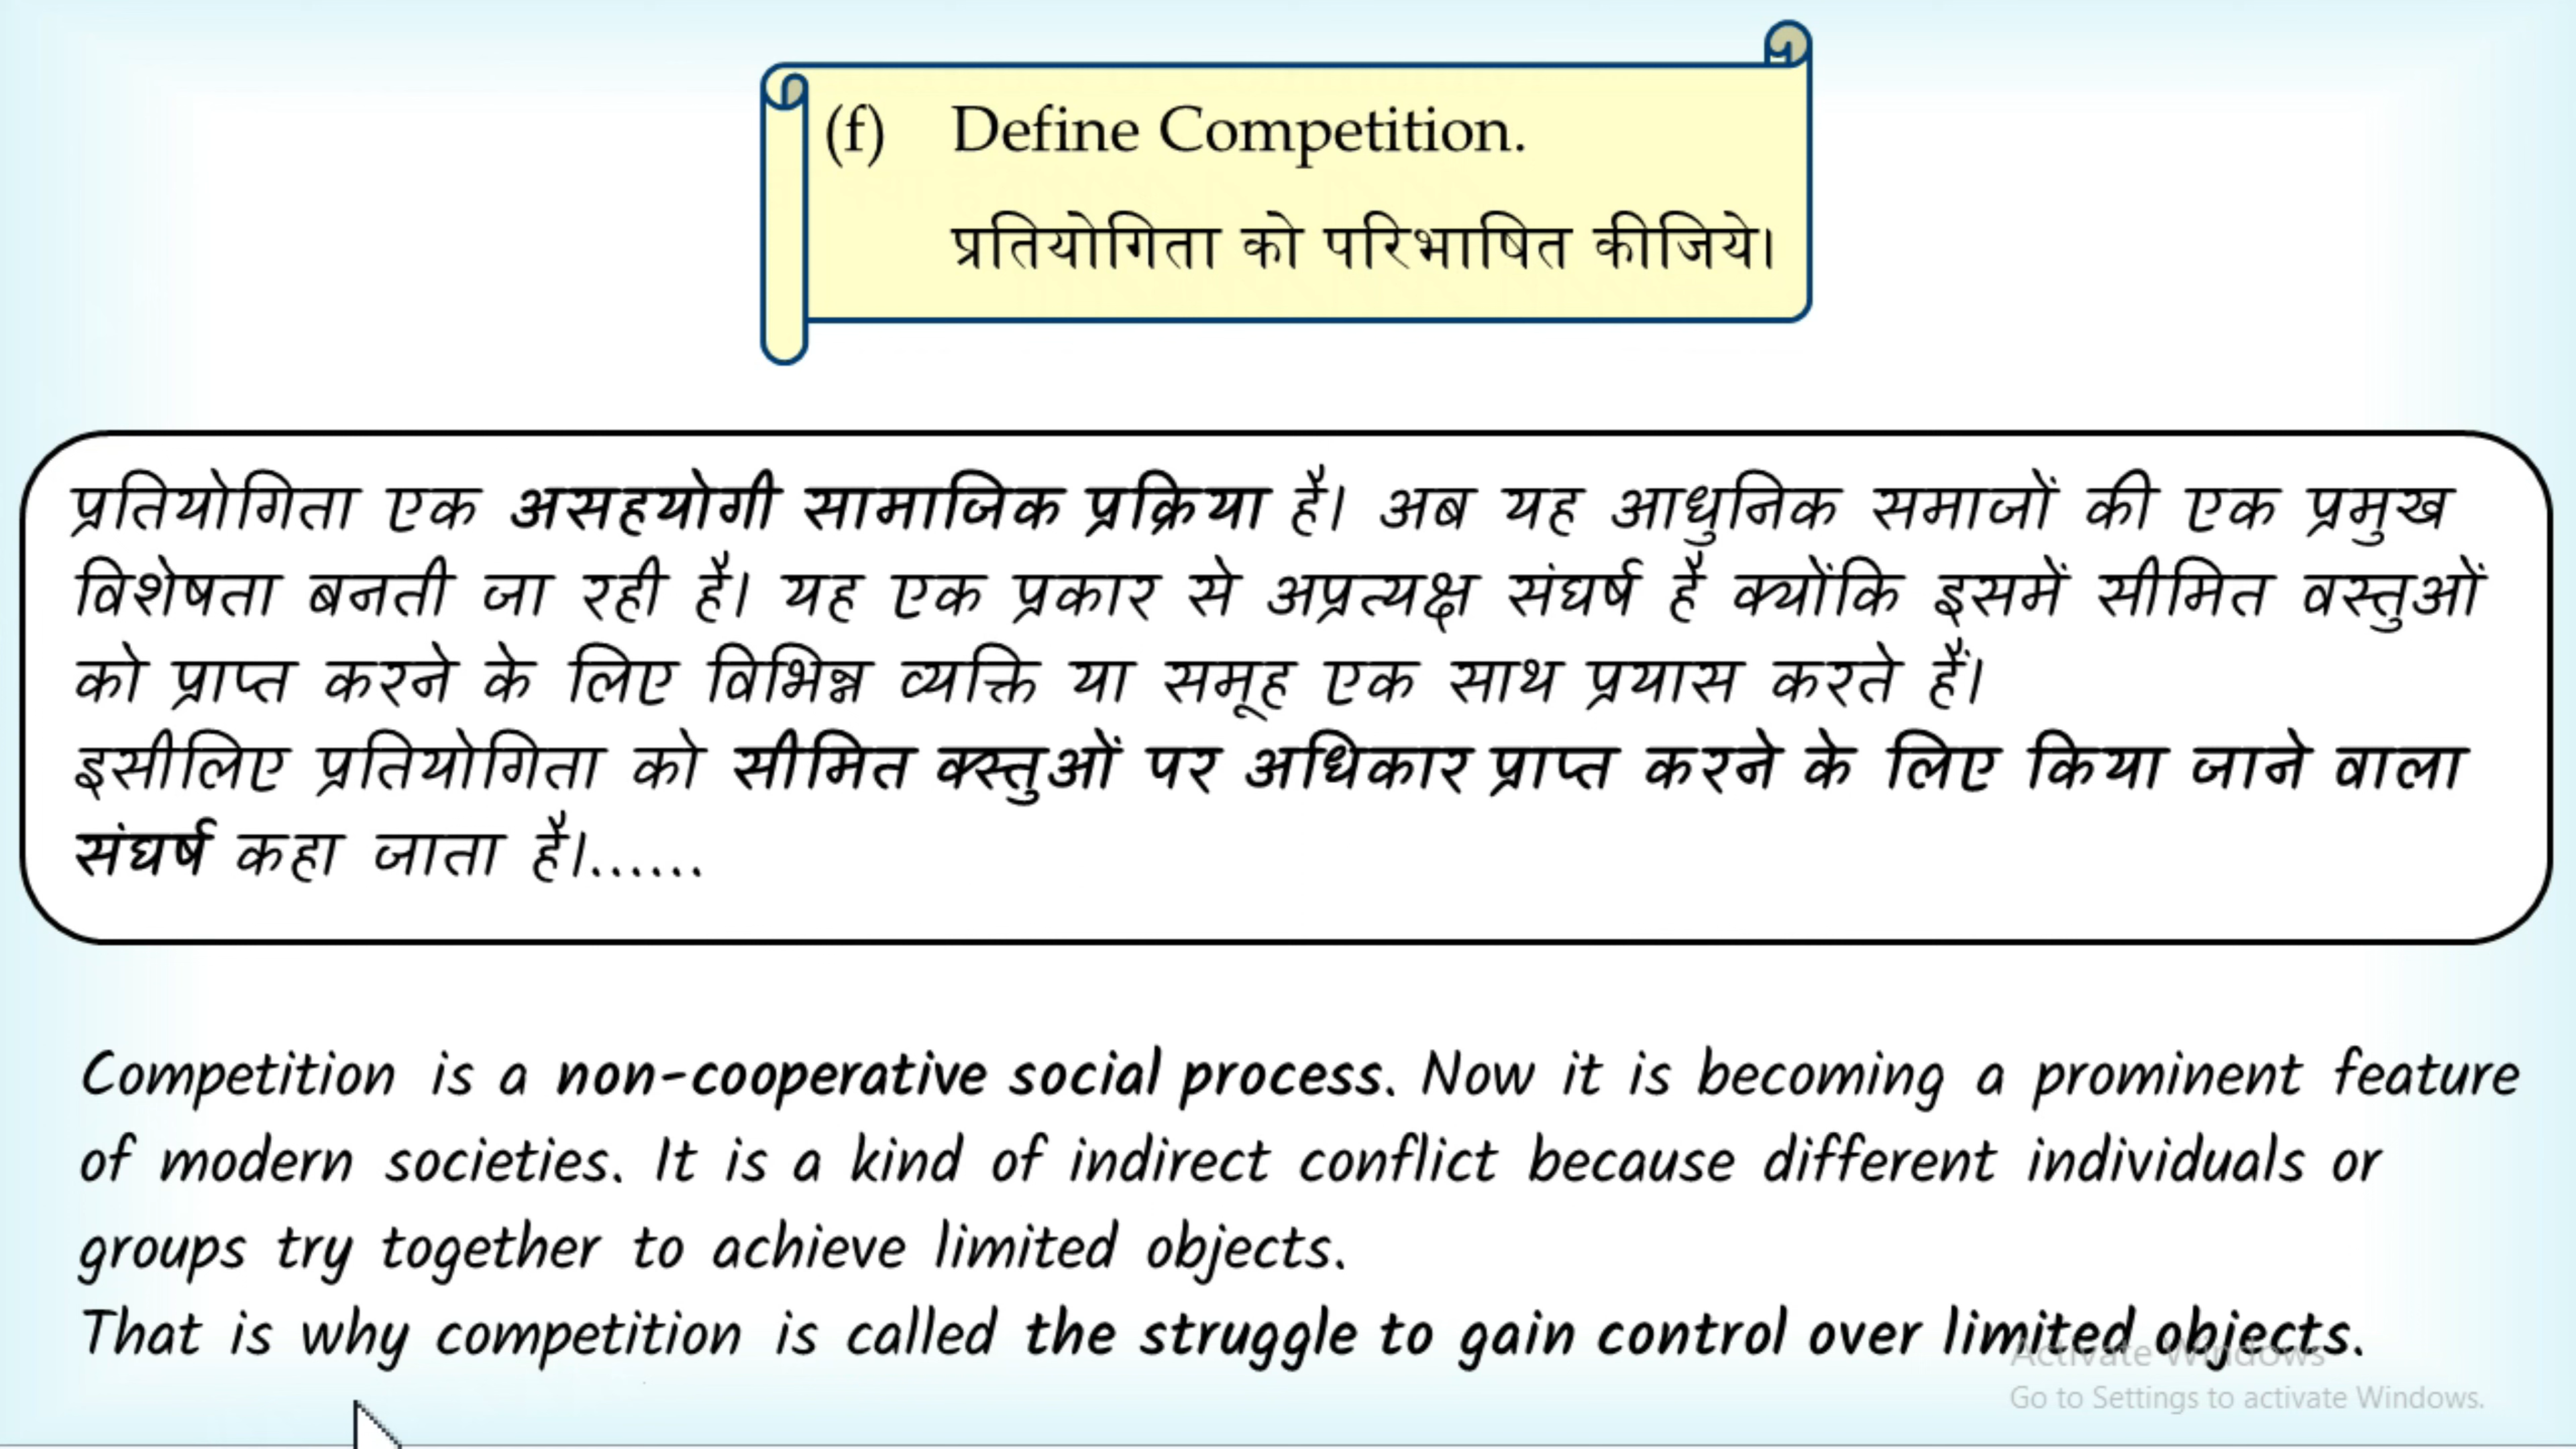 (f) Define Competition.
प्रतियोगिता को परिभाषित कीजिये।
प्रतियोगिता एक असहयोगी सामाजिक प्रक्रिया है। अब यह आधुनिक समाजों की एक प्रमुख
विशेषता बनती जा रही है। यह एक प्रकार से अप्रत्यक्ष संघर्ष है क्योंकि इसमें सीमित वस्तुओं
को प्राप्त करने के लिए विभिन्न व्यक्ति या समूह एक साथ प्रयास करते हैं।
इसीलिए प्रतियोगिता को सीमित वस्तुओं पर अधिकार प्राप्त करने के लिए किया जाने वाला
संघर्ष कहा जाता है।......
Competition is a non-cooperative social process. Now it is becoming a prominent feature
of modern societies. It is a kind of indirect conflict because different individuals or
groups try together to achieve limited objects.
That is why competition is called the struggle to gain control over limited objects.
Activate Windows
Go to Settings to activate Windows.